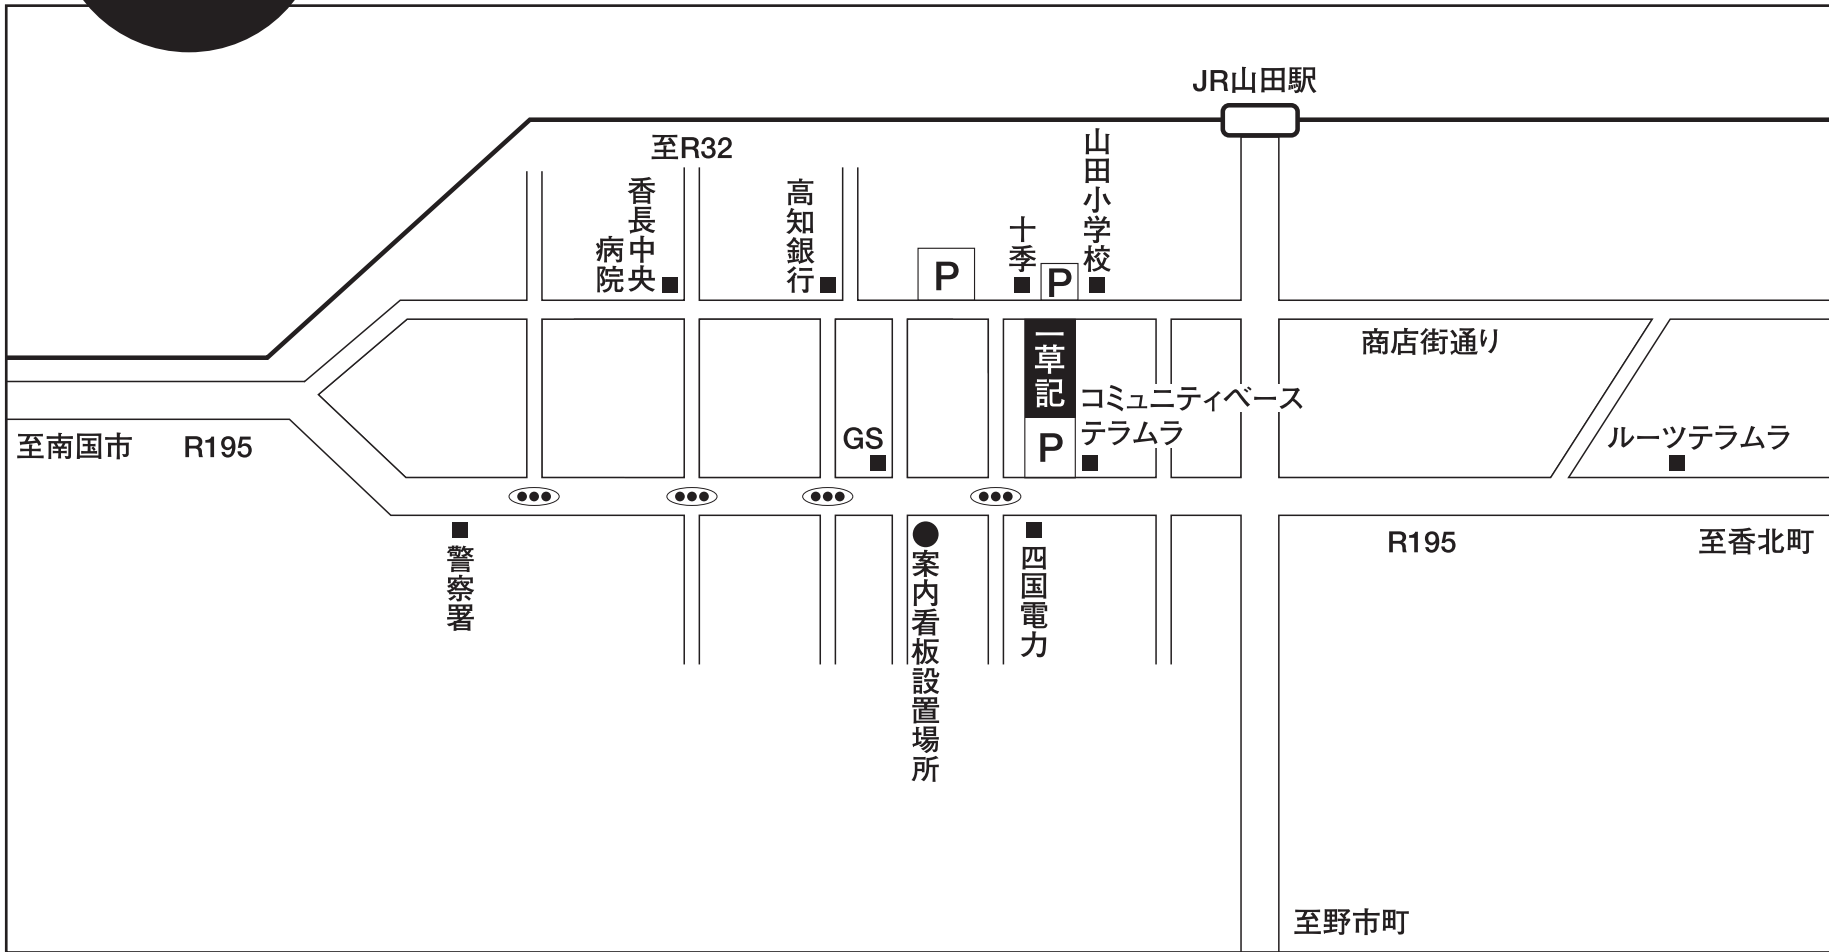 JR山田駅
至R32
香長中央
病院
高知銀行
P
十季
P
山田小学校
一草記
P
商店街通り
コミュニティベース
テラムラ
GS
ルーツテラムラ
至南国市 R195
警察署
案内看板設置場所
四国電力
R195
至香北町
至野市町